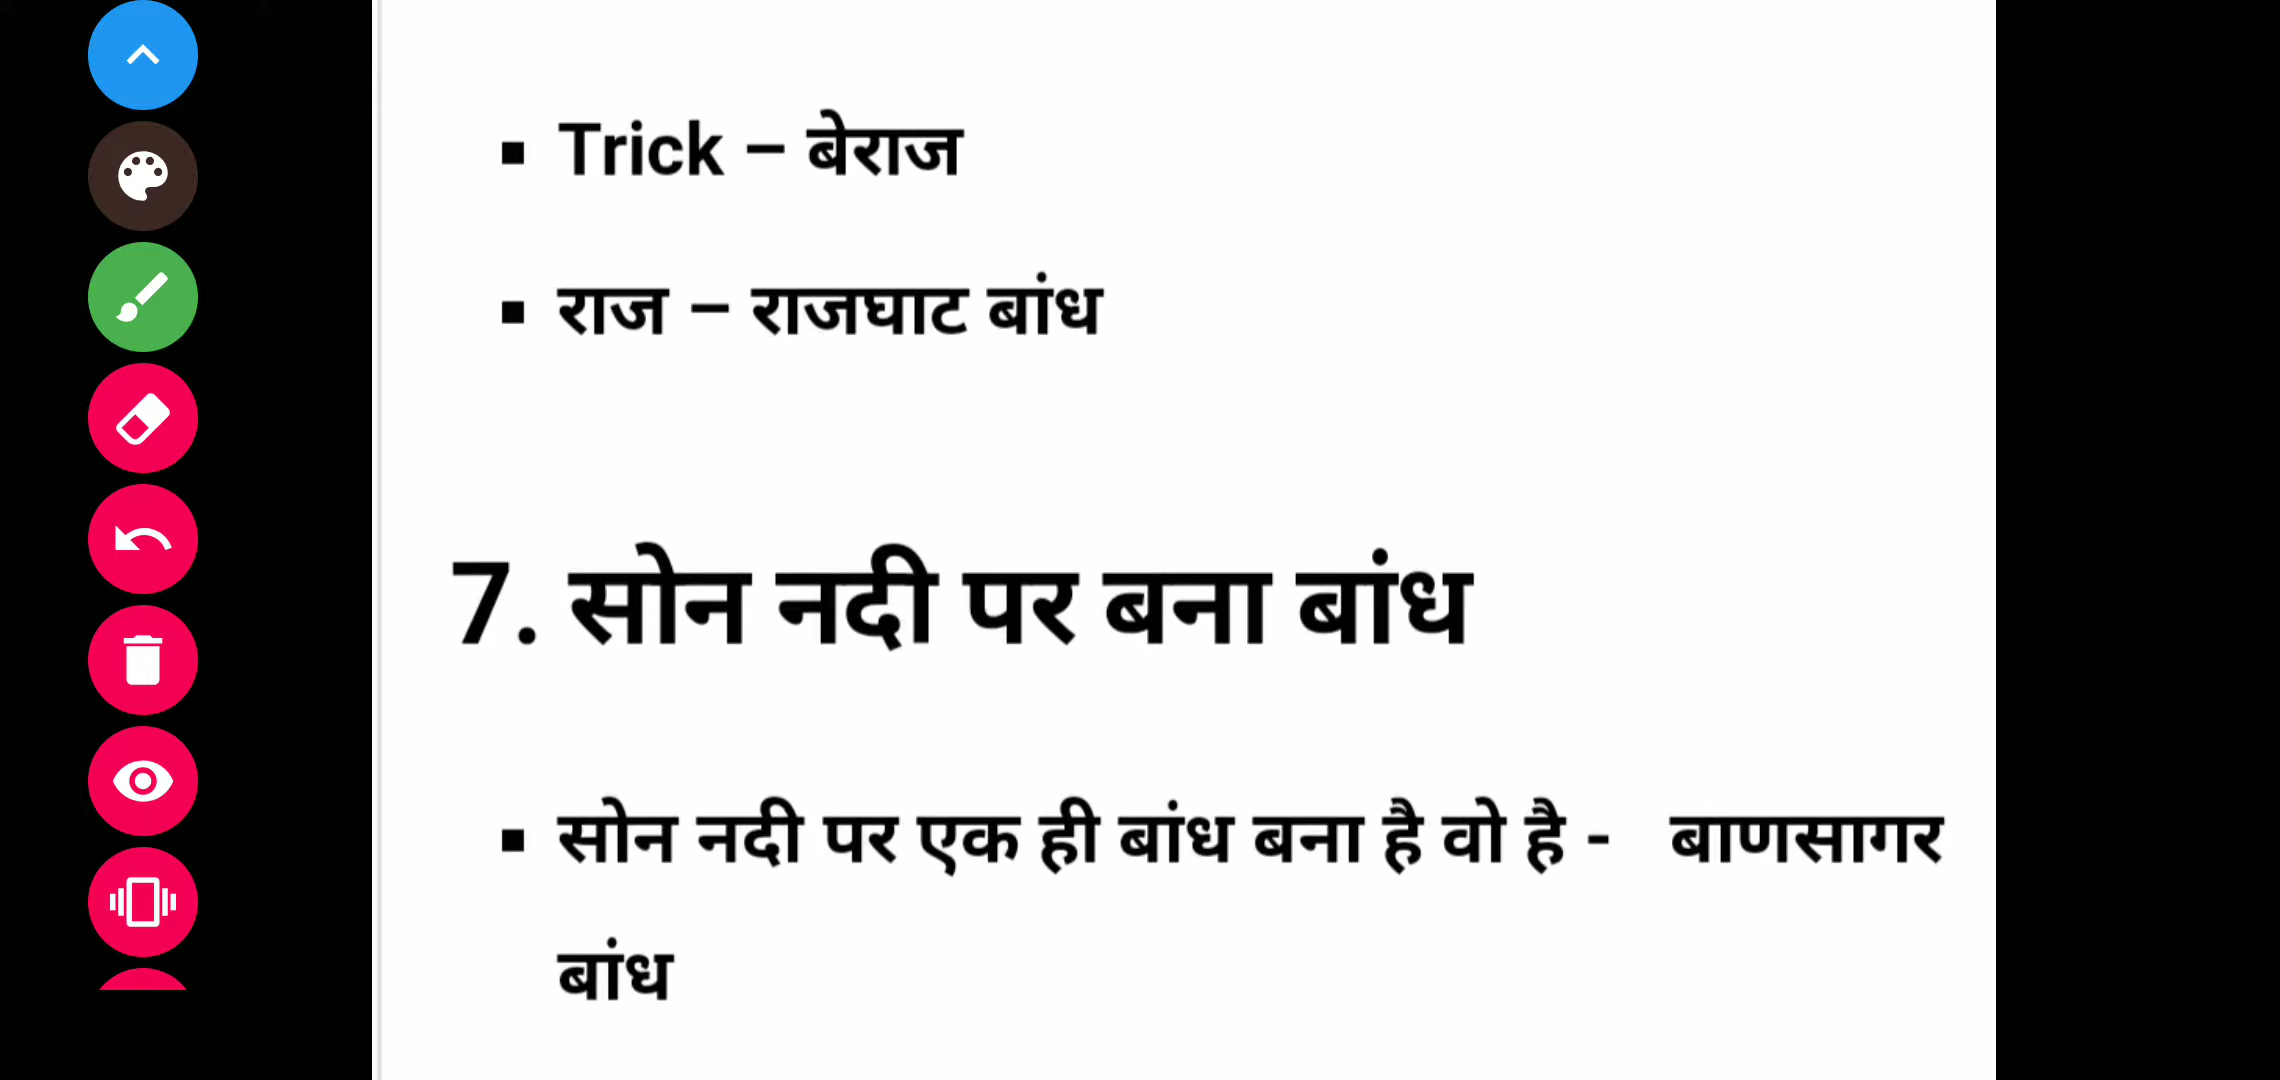 ▪ Trick – बेराज
▪ राज – राजघाट बांध
7. सोन नदी पर बना बांध
▪ सोन नदी पर एक ही बांध बना है वो है - बाणसागर
बांध